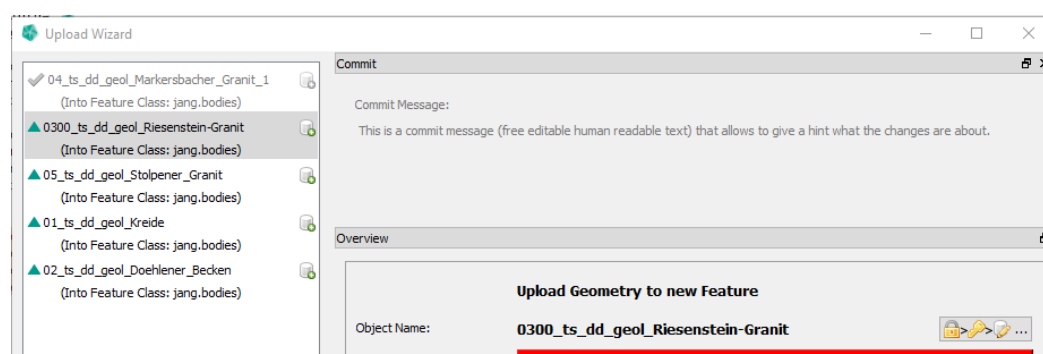 Upload Wizard
04_ts_dd_geol_Markersbacher_Granit_1
(Into Feature Class: jang.bodies)
0300_ts_dd_geol_Riesenstein-Granit
(Into Feature Class: jang.bodies)
05_ts_dd_geol_Stolpener_Granit
(Into Feature Class: jang.bodies)
01_ts_dd_geol_Kreide
(Into Feature Class: jang.bodies)
02_ts_dd_geol_Doehlener_Becken
(Into Feature Class: jang.bodies)
Commit
Commit Message:
This is a commit message (free editable human readable text) that allows to give a hint what the changes are about.
Overview
Upload Geometry to new Feature
Object Name: 0300_ts_dd_geol_Riesenstein-Granit > > ...